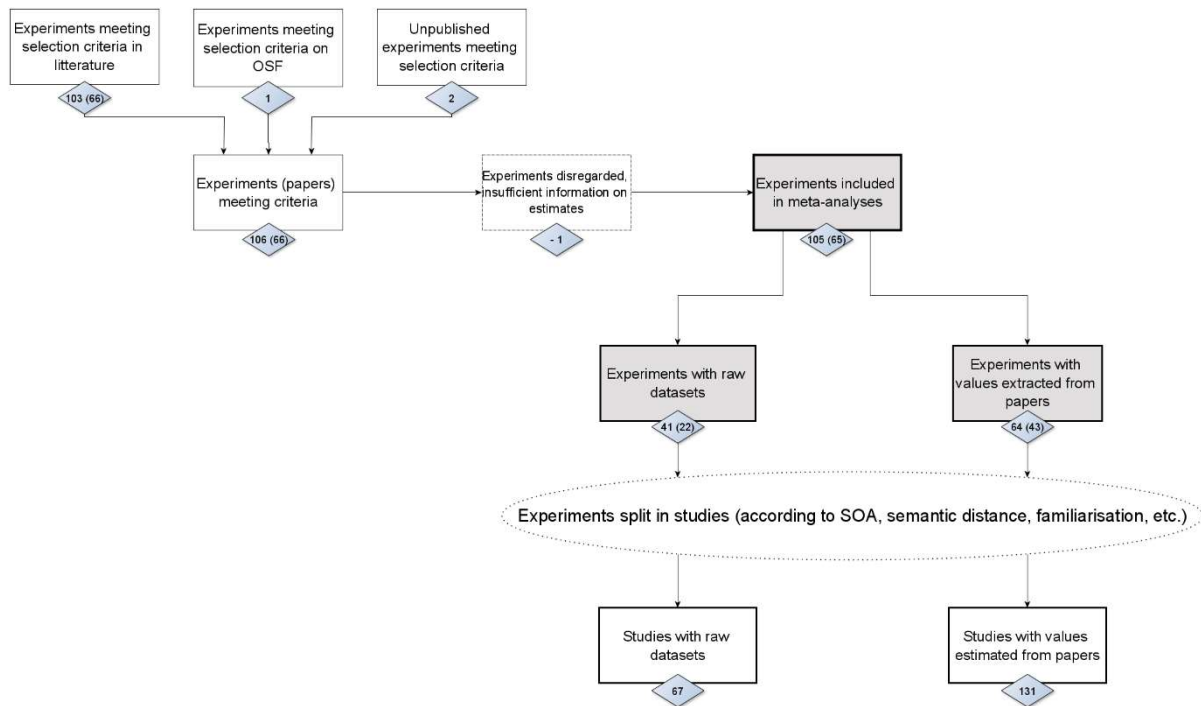 Experiments meeting
selection criteria in
litterature
103 (66)
Experiments meeting
selection criteria on
OSF
1
Unpublished
experiments meeting
selection criteria
2
Experiments (papers)
meeting criteria
106 (66)
Experiments disregarded,
insufficient information on
estimates
- 1
Experiments included
in meta-analyses
105 (65)
Experiments with raw
datasets
41 (22)
Experiments with
values extracted from
papers
64 (43)
Experiments split in studies (according to SOA, semantic distance, familiarisation, etc.)
Studies with raw
datasets
67
Studies with values
estimated from papers
131